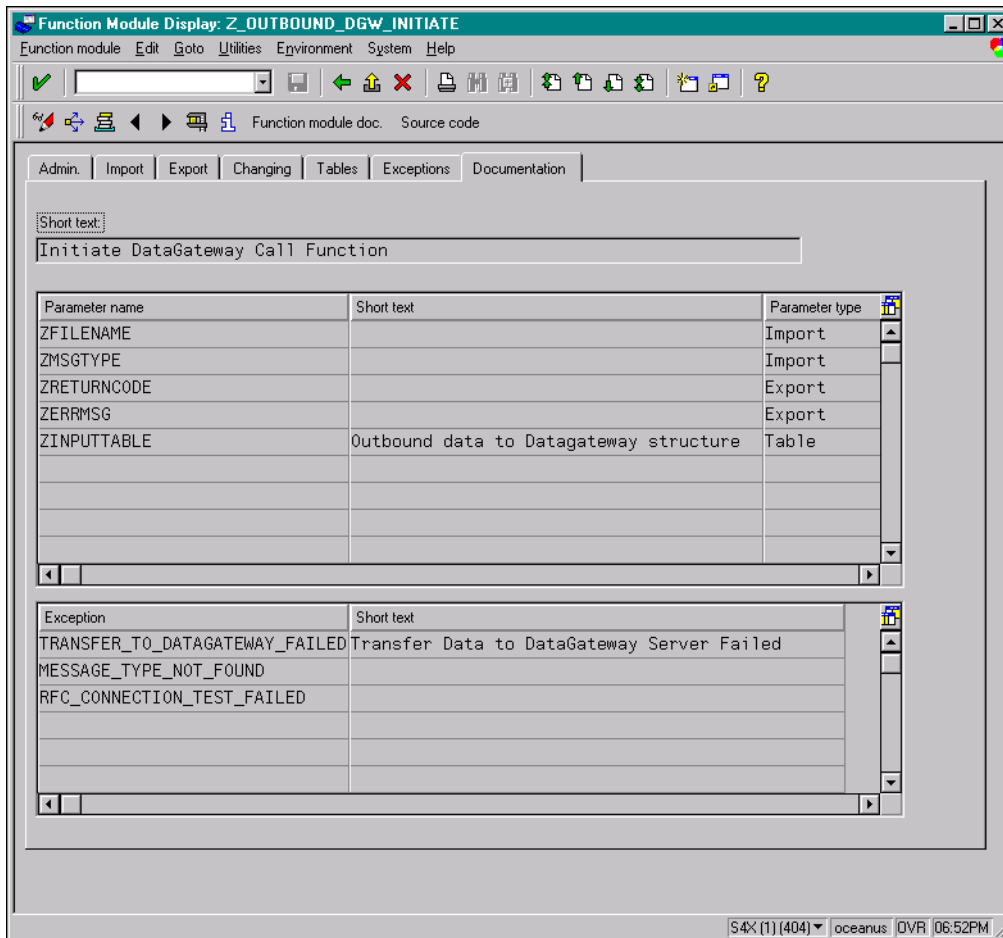 Function Module Display: Z_OUTBOUND_DGW_INITIATE
Function module Edit Goto Utilities Environment System Help
Function module doc. Source code
Admin. Import Export Changing Tables Exceptions Documentation
Short text:
Initiate DataGateway Call Function
Parameter name Short text Parameter type
ZFILENAME Import
ZMSGTYPE Import
ZRETURNCODE Export
ZERRMSG Export
ZINPUTTABLE Outbound data to Datagateway structure Table
Exception Short text
TRANSFER_TO_DATAGATEWAY_FAILED Transfer Data to DataGateway Server Failed
MESSAGE_TYPE_NOT_FOUND
RFC_CONNECTION_TEST_FAILED
S4X (1) (404) oceanus OVR 06:52PM